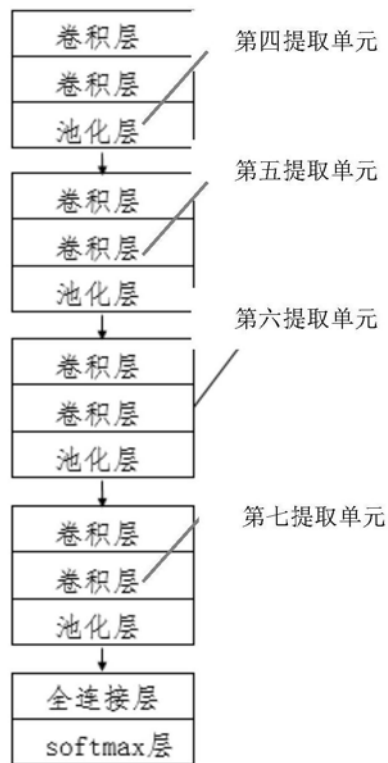 卷积层
第四提取单元
卷积层
池化层
第五提取单元
卷积层
卷积层
池化层
第六提取单元
卷积层
卷积层
池化层
第七提取单元
卷积层
卷积层
池化层
全连接层
softmax层